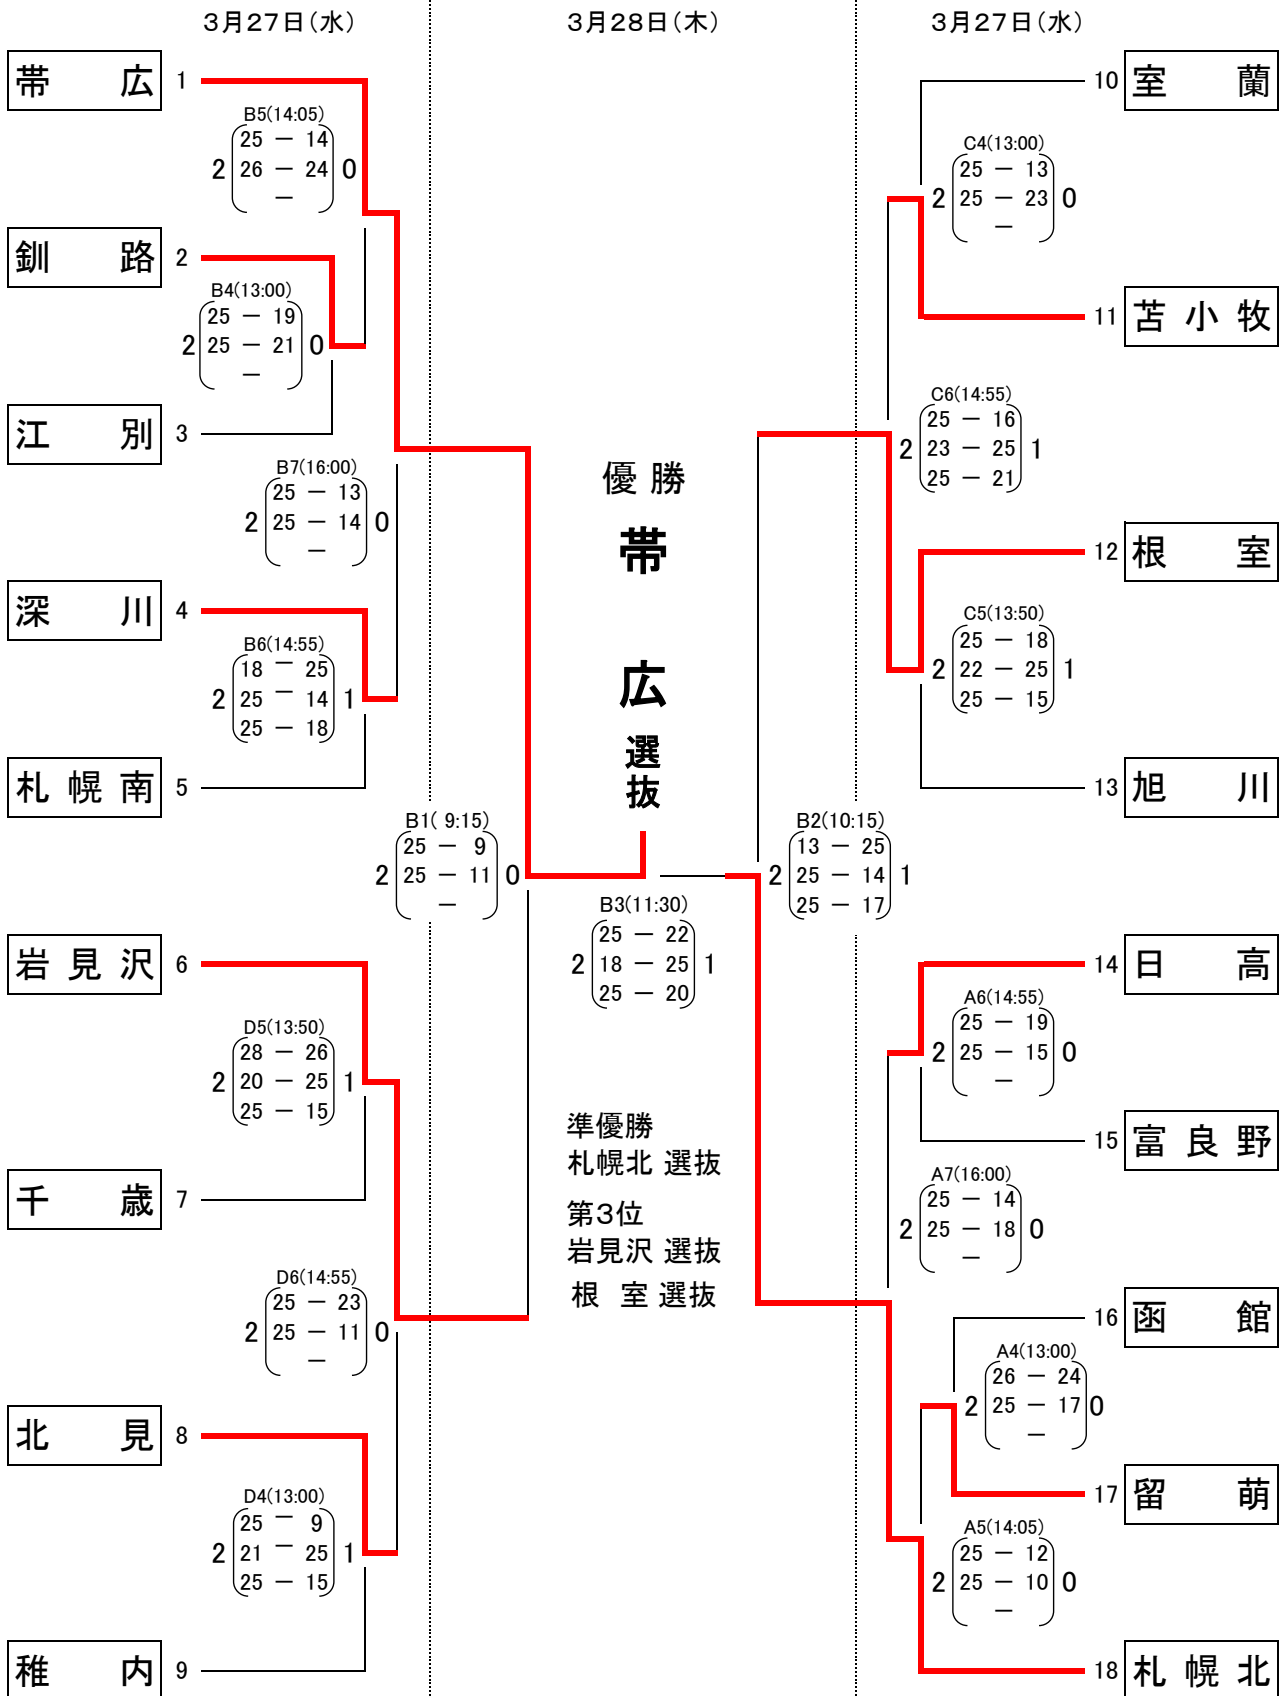 3月27日(水)
3月28日(木)
3月27日(水)
帯広 1
B5(14:05)
25 － 14
2 26 － 24 0
－
釧路 2
B4(13:00)
25 － 19
2 25 － 21 0
－
江別 3
B7(16:00)
25 － 13
2 25 － 14 0
－
深川 4
B6(14:55)
18 － 25
2 25 － 14 1
25 － 18
札幌南 5
B1( 9:15)
25 － 9
2 25 － 11 0
－
岩見沢 6
D5(13:50)
28 － 26
2 20 － 25 1
25 － 15
千歳 7
D6(14:55)
25 － 23
2 25 － 11 0
－
北見 8
D4(13:00)
25 － 9
2 21 － 25 1
25 － 15
稚内 9
優勝
帯
広
選
抜
B3(11:30)
25 － 22
2 18 － 25 1
25 － 20
準優勝
札幌北 選抜
第3位
岩見沢 選抜
根 室 選抜
10 室蘭
C4(13:00)
25 － 13
2 25 － 23 0
－
11 苫小牧
C6(14:55)
25 － 16
2 23 － 25 1
25 － 21
12 根室
C5(13:50)
25 － 18
2 22 － 25 1
25 － 15
13 旭川
B2(10:15)
13 － 25
2 25 － 14 1
25 － 17
14 日高
A6(14:55)
25 － 19
2 25 － 15 0
－
15 富良野
A7(16:00)
25 － 14
2 25 － 18 0
－
16 函館
A4(13:00)
26 － 24
2 25 － 17 0
－
17 留萌
A5(14:05)
25 － 12
2 25 － 10 0
－
18 札幌北